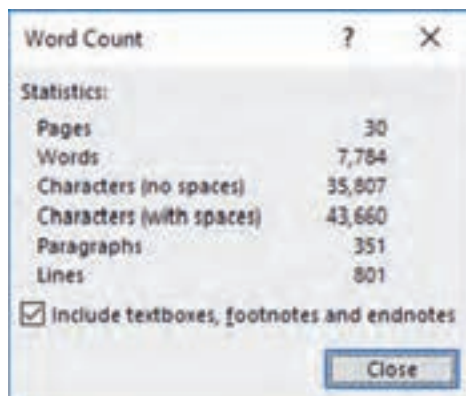 Word Count ? ×
Statistics:
Pages 30
Words 7,784
Characters (no spaces) 35,807
Characters (with spaces) 43,660
Paragraphs 351
Lines 801
Include textboxes, footnotes and endnotes
Close